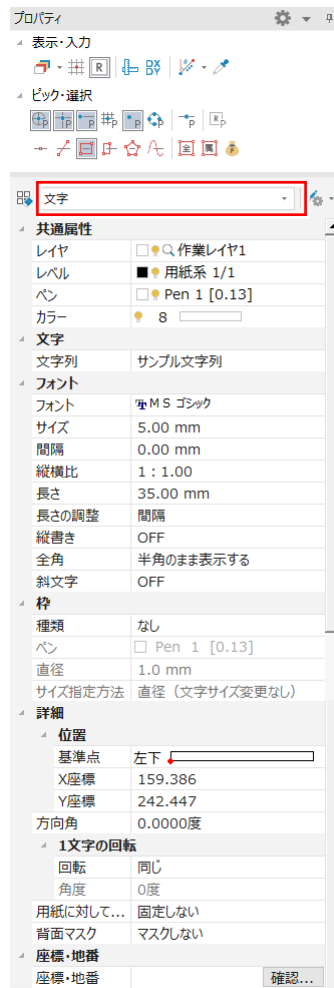 プロパティ
表示・入力
R DX BY
ピック・選択
P P P P P P P
全 属 F
文字
共通属性
レイヤ 作業レイヤ1
レベル 用紙系 1/1
ペン Pen 1 [0.13]
カラー 8
文字
文字列 サンプル文字列
フォント
フォント ＭＳ ゴシック
サイズ 5.00 mm
間隔 0.00 mm
縦横比 1：1.00
長さ 35.00 mm
長さの調整 間隔
縦書き OFF
全角 半角のまま表示する
斜文字 OFF
枠
種類 なし
ペン Pen 1 [0.13]
直径 1.0 mm
サイズ指定方法 直径（文字サイズ変更なし）
詳細
位置
基準点 左下
X座標 159.386
Y座標 242.447
方向角 0.0000度
1文字の回転
回転 同じ
角度 0度
用紙に対して... 固定しない
背面マスク マスクしない
座標・地番
座標・地番 確認...